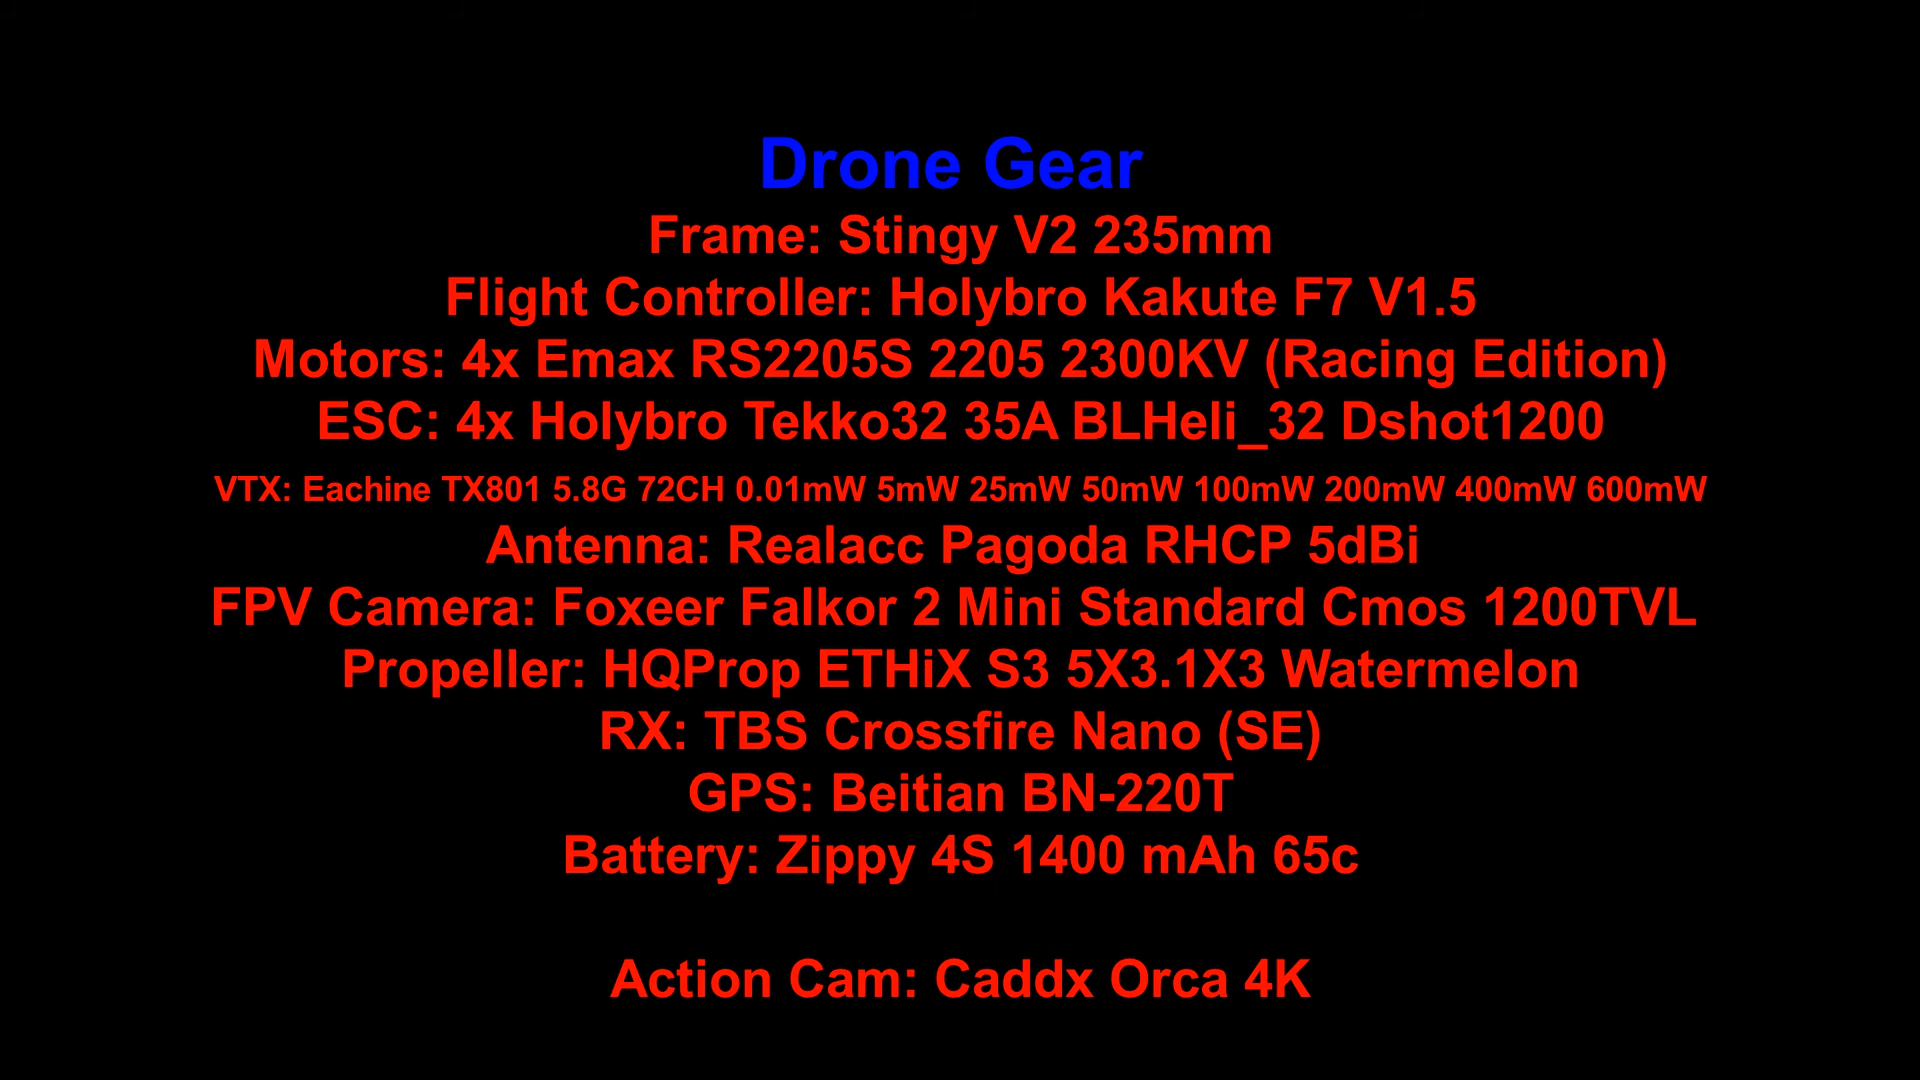 Drone Gear
Frame: Stingy V2 235mm
Flight Controller: Holybro Kakute F7 V1.5
Motors: 4x Emax RS2205S 2205 2300KV (Racing Edition)
ESC: 4x Holybro Tekko32 35A BLHeli_32 Dshot1200
VTX: Eachine TX801 5.8G 72CH 0.01mW 5mW 25mW 50mW 100mW 200mW 400mW 600mW
Antenna: Realacc Pagoda RHCP 5dBi
FPV Camera: Foxeer Falkor 2 Mini Standard Cmos 1200TVL
Propeller: HQProp ETHiX S3 5X3.1X3 Watermelon
RX: TBS Crossfire Nano (SE)
GPS: Beitian BN-220T
Battery: Zippy 4S 1400 mAh 65c
Action Cam: Caddx Orca 4K